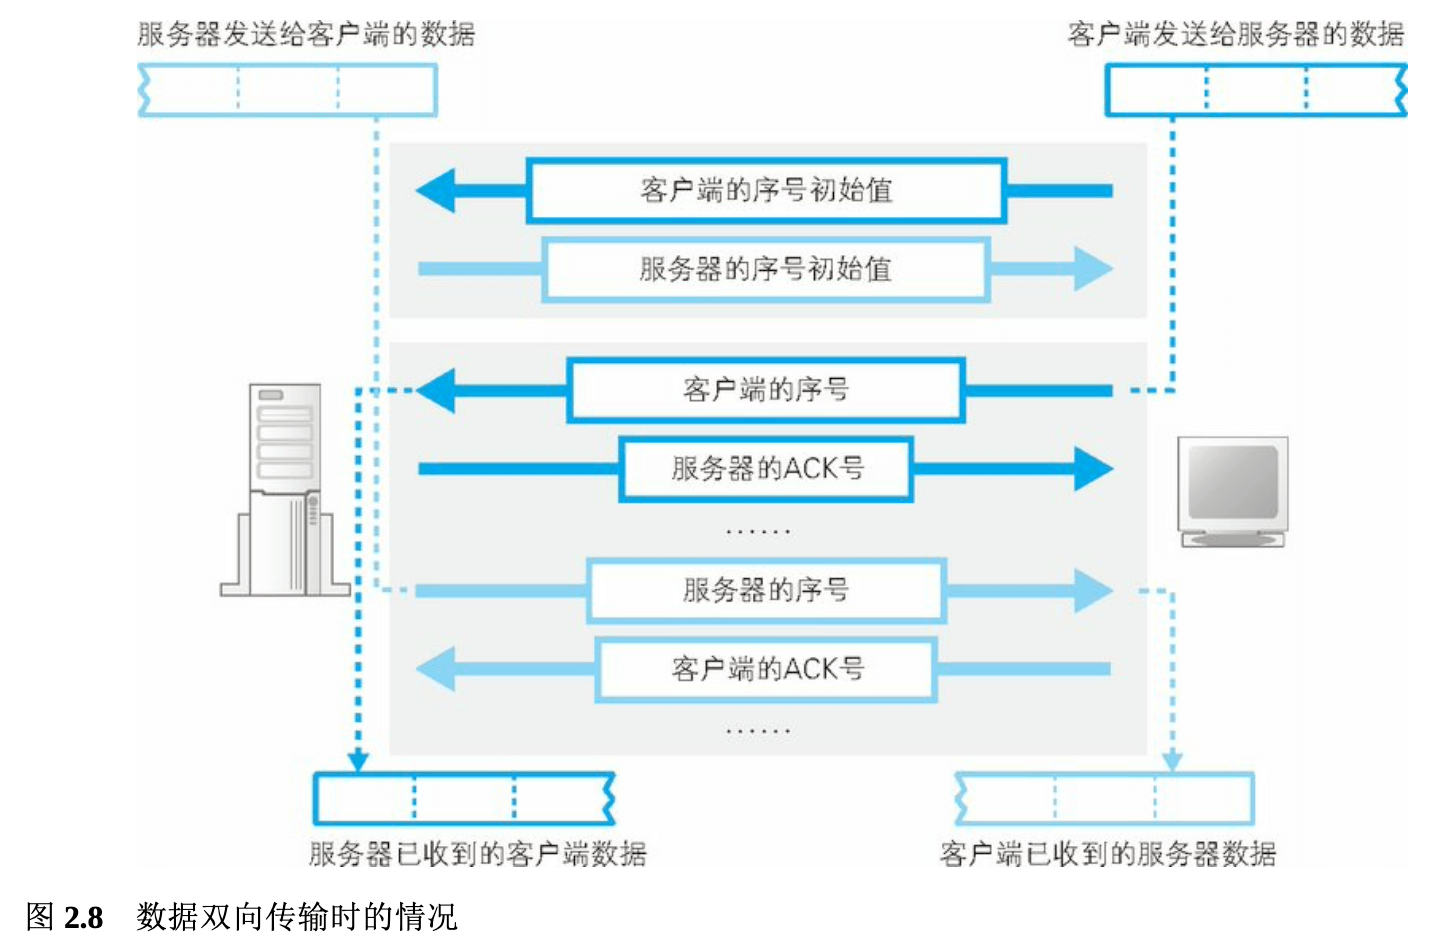 服务器发送给客户端的数据
客户端发送给服务器的数据
客户端的序号初始值
服务器的序号初始值
客户端的序号
服务器的ACK号
······
服务器的序号
客户端的ACK号
······
服务器已收到的客户端数据
客户端已收到的服务器数据
图 2.8 数据双向传输时的情况